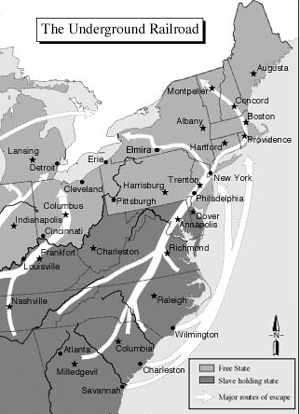 The Underground Railroad
Augusta
Montpelier
Concord
Boston
Albany
Providence
Lansing
Hartford
Detroit
Erie
Elmira
New York
Cleveland
Harrisburg
Trenton
Columbus
Pittsburgh
Philadelphia
Indianapolis
Dover
Cincinnati
Annapolis
Frankfort
Charleston
Richmond
Louisville
Nashville
Raleigh
Wilmington
Atlanta
Columbia
Milledgevil
Charleston
Savannah
N
Free State
Slave holding state
Major routes of escape